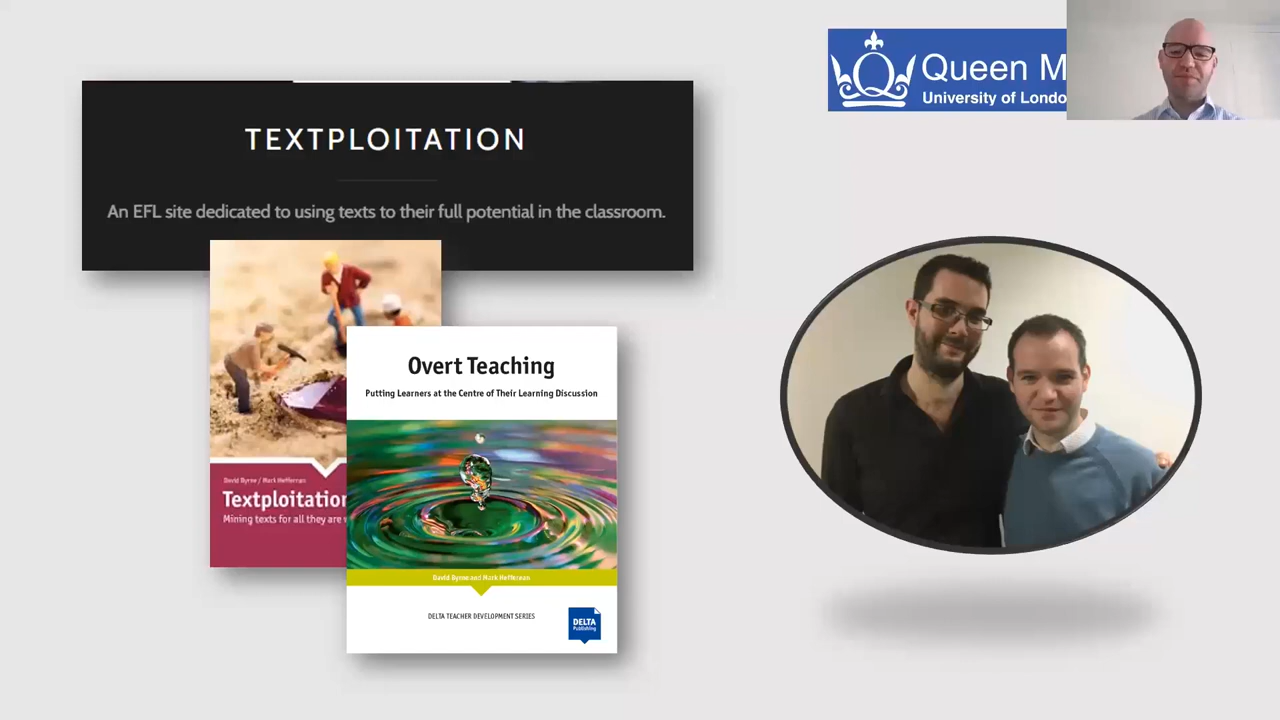 TEXTPLOITATION
An EFL site dedicated to using texts to their full potential in the classroom.
Queen M
University of Londo
Overt Teaching
Putting Learners at the Centre of Their Learning Discussion
David Byrne / Mark Heffernan
Textploitation
Mining texts for all they are
David Byrne and Mark Heffernan
DELTA TEACHER DEVELOPMENT SERIES
DELTA
Publishing